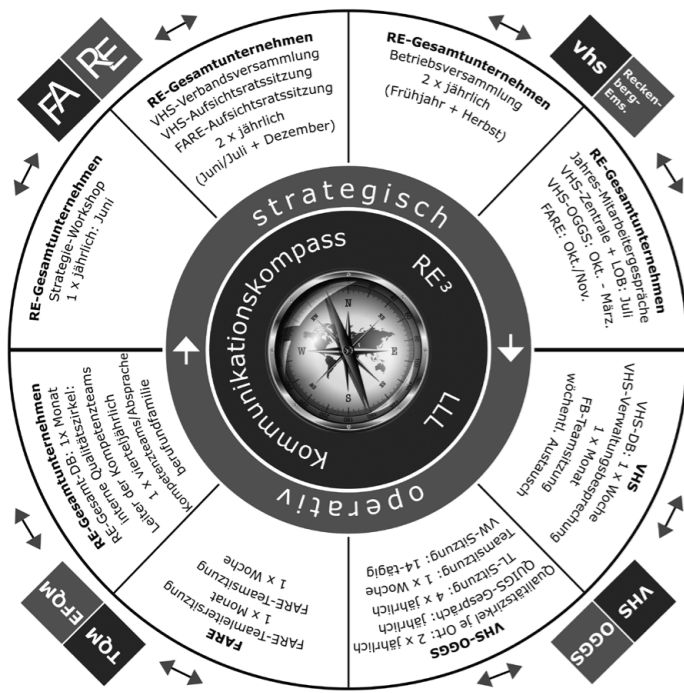 FARE
RE-Gesamtunternehmen
VHS-Verbandsversammlung
VHS-Aufsichtsratssitzung
FARE-Aufsichtsratssitzung
2 x jährlich
(Juni/Juli + Dezember)
RE-Gesamtunternehmen
Betriebsversammlung
2 x jährlich
(Frühjahr + Herbst)
vhs
Recken-
berg-
Ems.
RE-Gesamtunternehmen
Jahres-Mitarbeitergespräche
VHS-Zentrale + LOB: Juli
VHS-OGGS: Okt. - März.
FARE: Okt./Nov.
VHS
VHS-DB: 1 x Woche
VHS-Verwaltungsbesprechung
1 x Monat
FB-Teamsitzung
wöchentl. Austausch
VHS
OGGS
VHS-OGGS
Qualitätszirkel je Ort: 2 x jährlich
QUIGS-Gespräch: jährlich
TL-Sitzung: 4 x jährlich
Teamsitzung: 1 x Woche
VW-Sitzung: 14-tägig
FARE
FARE-Teamleitersitzung
1 x Monat
FARE-Teamsitzung
1 x Woche
TQM
EFQM
RE-Gesamtunternehmen
RE-Gesamt-DB: 1x Monat
Interne Qualitätszirkel:
Leiter der Kompetenzteams
1 x Vierteljährlich
Kompetenzteams/Absprache
berufundfamilie
RE-Gesamtunternehmen
Strategie-Workshop
1 x jährlich: Juni
strategisch
operativ
Kommunikationskompass
RE³
LLL
N
E
S
W